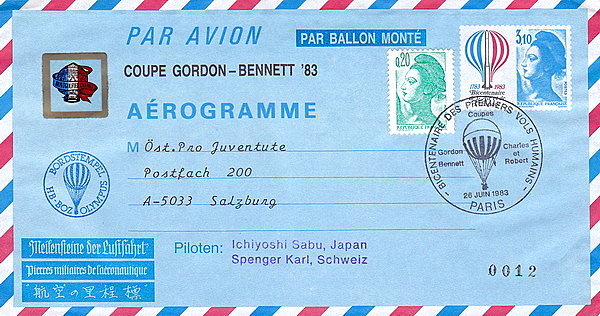 PAR AVION
PAR BALLON MONTÉ
COUPE GORDON-BENNETT '83
AÉROGRAMME
0,20
REPUBLIQUE FRANÇAISE
3,10
1783 1983
Bicentenaire
M Öst.Pro Juventute
Postfach 200
A-5033 Salzburg
BORDSTEMPEL
HB-BOZ OLYMPUS
BICENTENAIRE DES PREMIERS VOLS HUMAINS
Coupes
Gordon Bennett
Charles et Robert
26 JUIN 1983
PARIS
Piloten: Ichiyoshi Sabu, Japan
Spenger Karl, Schweiz
Meilensteine der Luftfahrt
Pierres miliaires de l'aéronautique
航空の里程標
0012